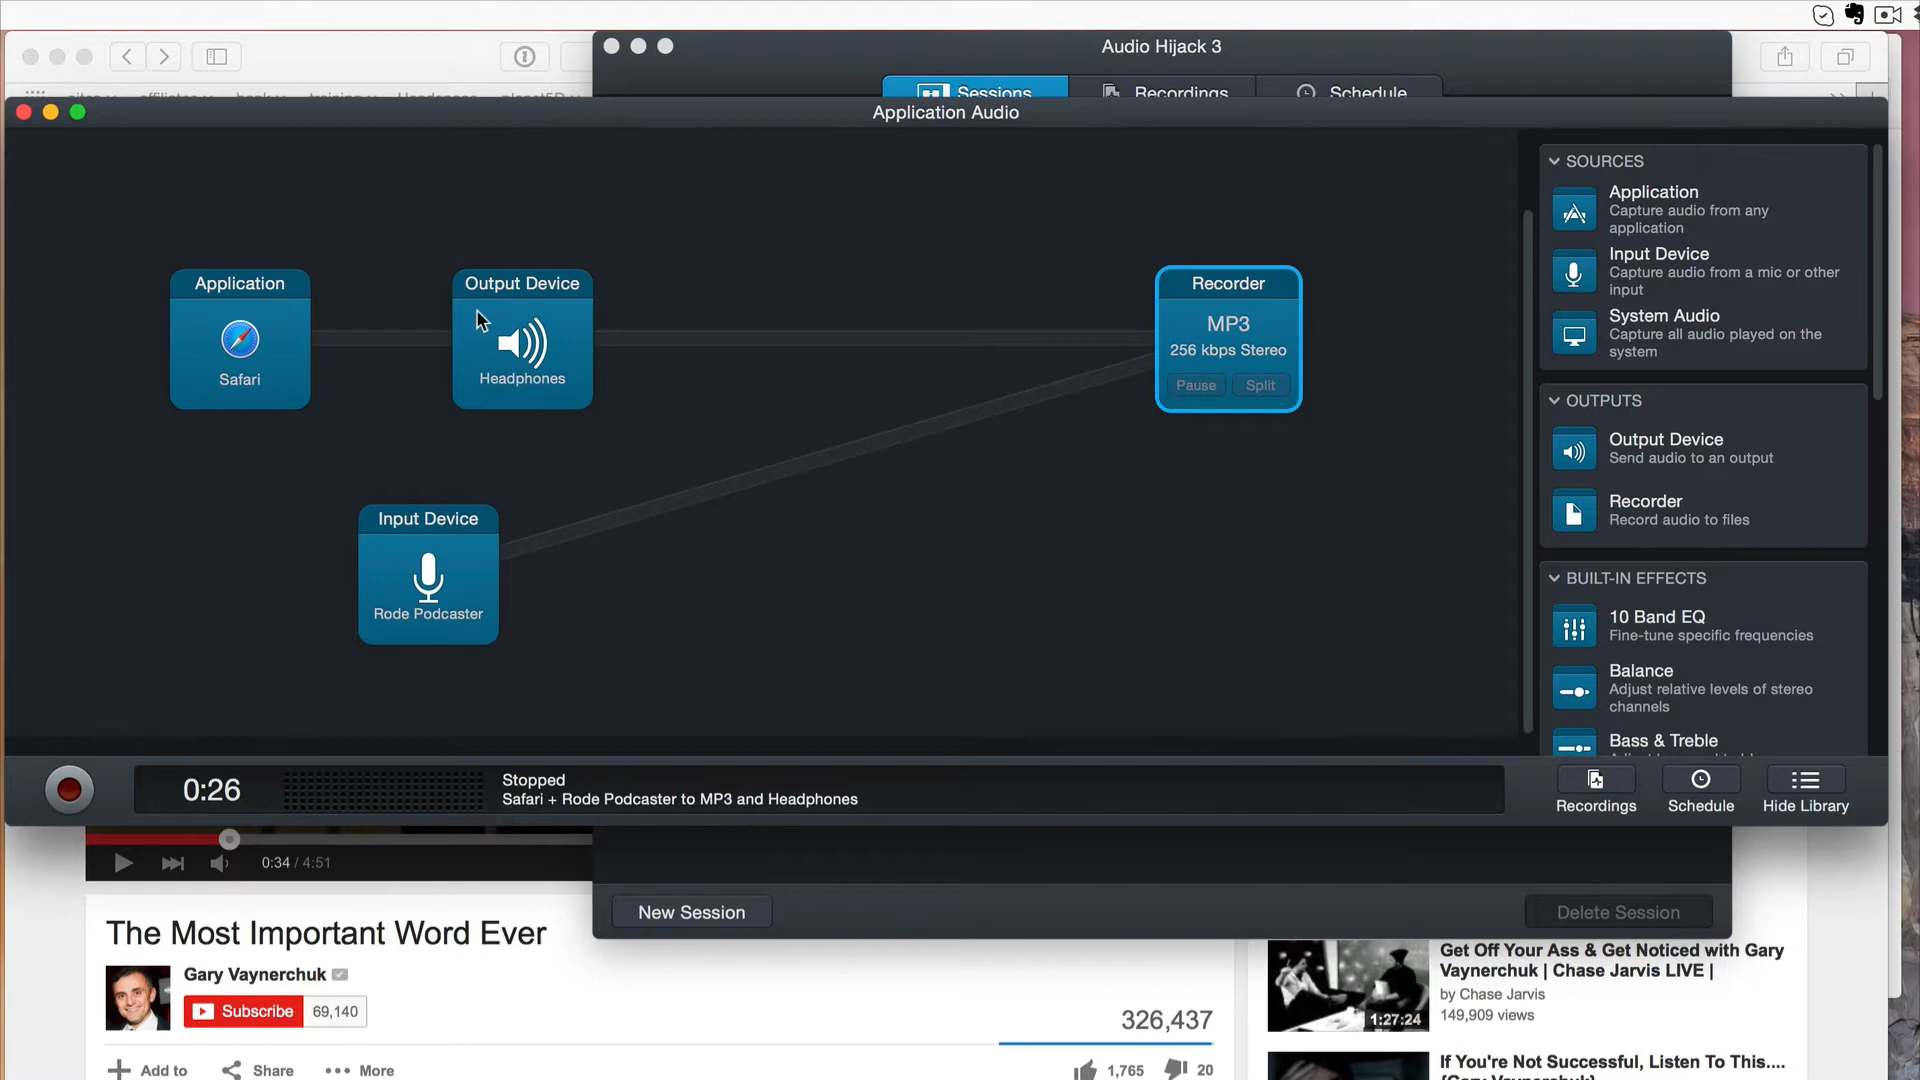 Audio Hijack 3
Sessions
Recordings
Schedule
Application Audio
Application
Safari
Output Device
Headphones
Recorder
MP3
256 kbps Stereo
Pause
Split
Input Device
Rode Podcaster
SOURCES
Application
Capture audio from any
application
Input Device
Capture audio from a mic or other
input
System Audio
Capture all audio played on the
system
OUTPUTS
Output Device
Send audio to an output
Recorder
Record audio to files
BUILT-IN EFFECTS
10 Band EQ
Fine-tune specific frequencies
Balance
Adjust relative levels of stereo
channels
Bass & Treble
0:26
Stopped
Safari + Rode Podcaster to MP3 and Headphones
Recordings
Schedule
Hide Library
0:34 / 4:51
New Session
Delete Session
The Most Important Word Ever
Gary Vaynerchuk
Subscribe
69,140
326,437
Add to
Share
More
1,765
20
1:27:24
Get Off Your Ass & Get Noticed with Gary
Vaynerchuk | Chase Jarvis LIVE |
by Chase Jarvis
149,909 views
If You're Not Successful, Listen To This....